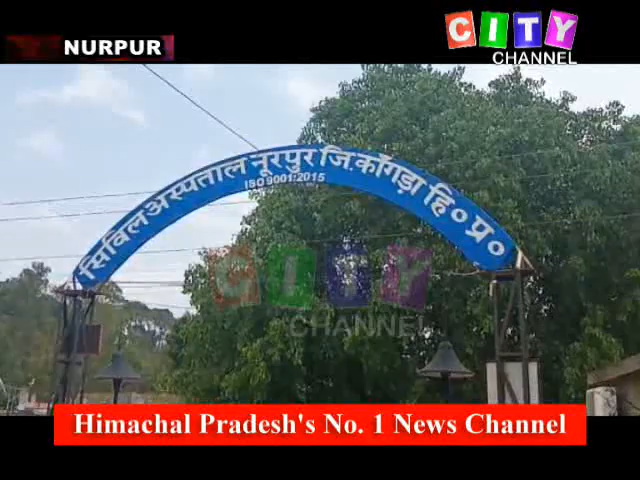 NURPUR
CITY
CHANNEL
सिविल अस्पताल नूरपुर जि.काँगड़ा हि० प्र०
ISO 9001:2015
CITY
CHANNEL
Himachal Pradesh's No. 1 News Channel